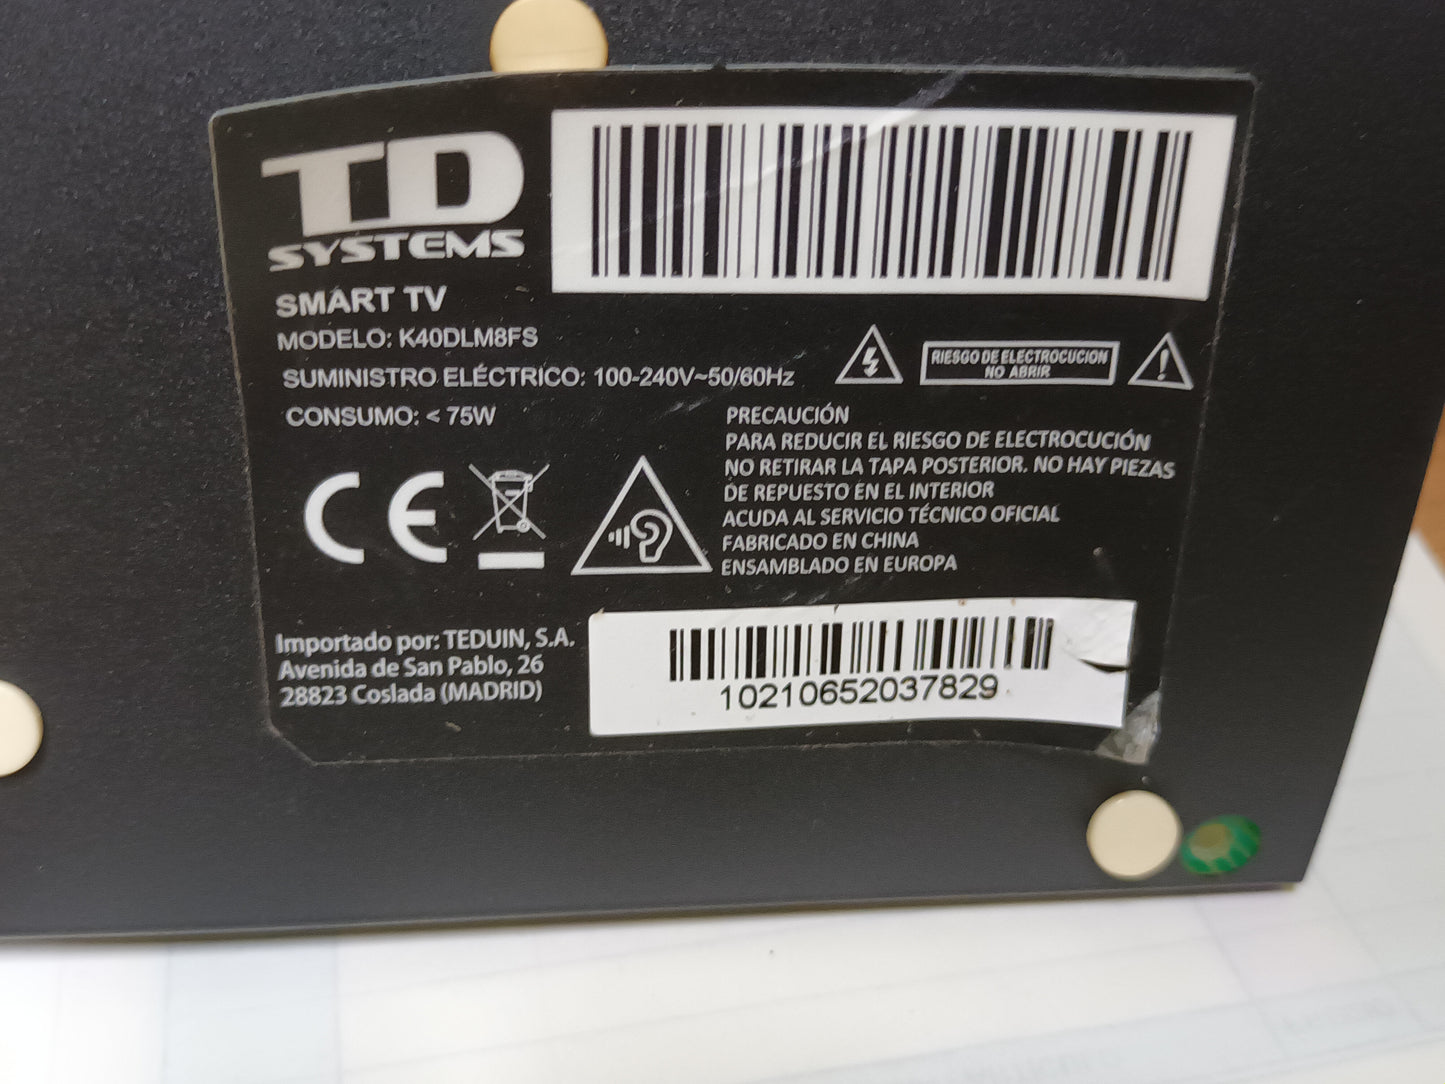 TD
SYSTEMS
SMART TV
MODELO: K40DLM8FS
SUMINISTRO ELÉCTRICO: 100-240V~50/60Hz
CONSUMO: < 75W
RIESGO DE ELECTROCUCION
NO ABRIR
PRECAUCIÓN
PARA REDUCIR EL RIESGO DE ELECTROCUCIÓN
NO RETIRAR LA TAPA POSTERIOR. NO HAY PIEZAS
DE REPUESTO EN EL INTERIOR
ACUDA AL SERVICIO TÉCNICO OFICIAL
FABRICADO EN CHINA
ENSAMBLADO EN EUROPA
CE
Importado por: TEDUIN, S.A.
Avenida de San Pablo, 26
28823 Coslada (MADRID)
10210652037829